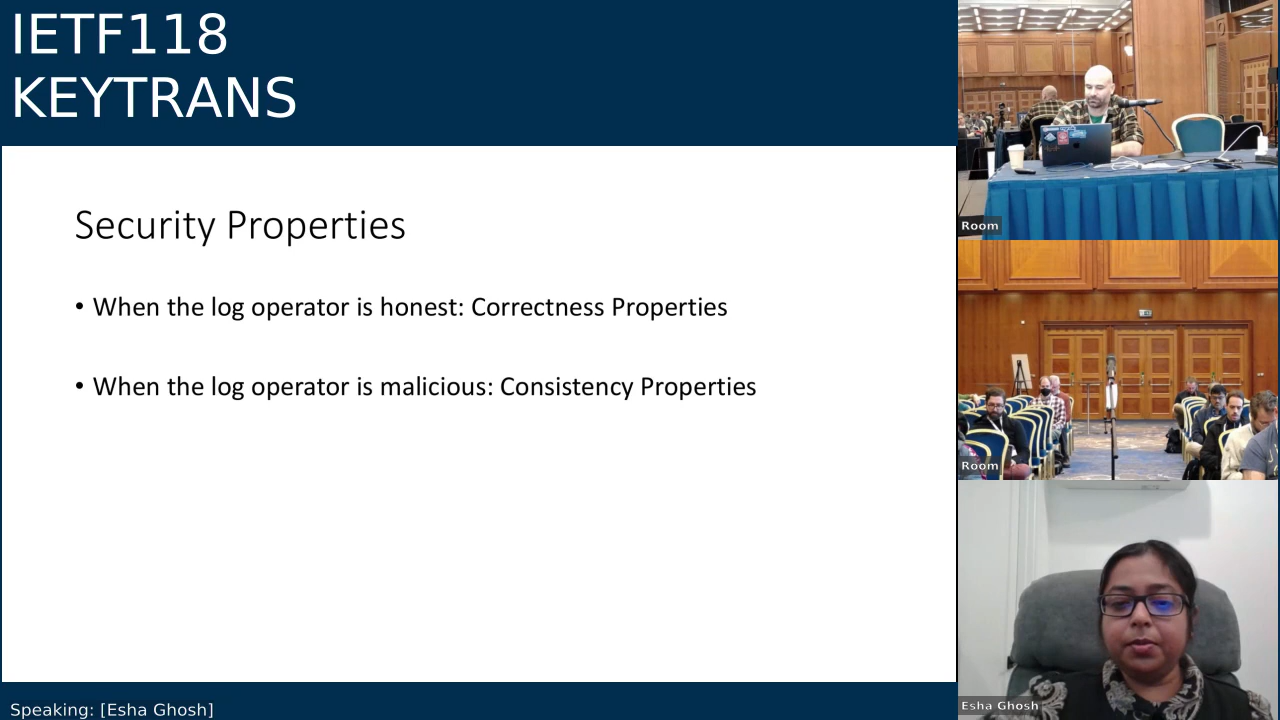 IETF118
KEYTRANS
Security Properties
• When the log operator is honest: Correctness Properties
• When the log operator is malicious: Consistency Properties
Speaking: [Esha Ghosh]
Room
Room
Esha Ghosh